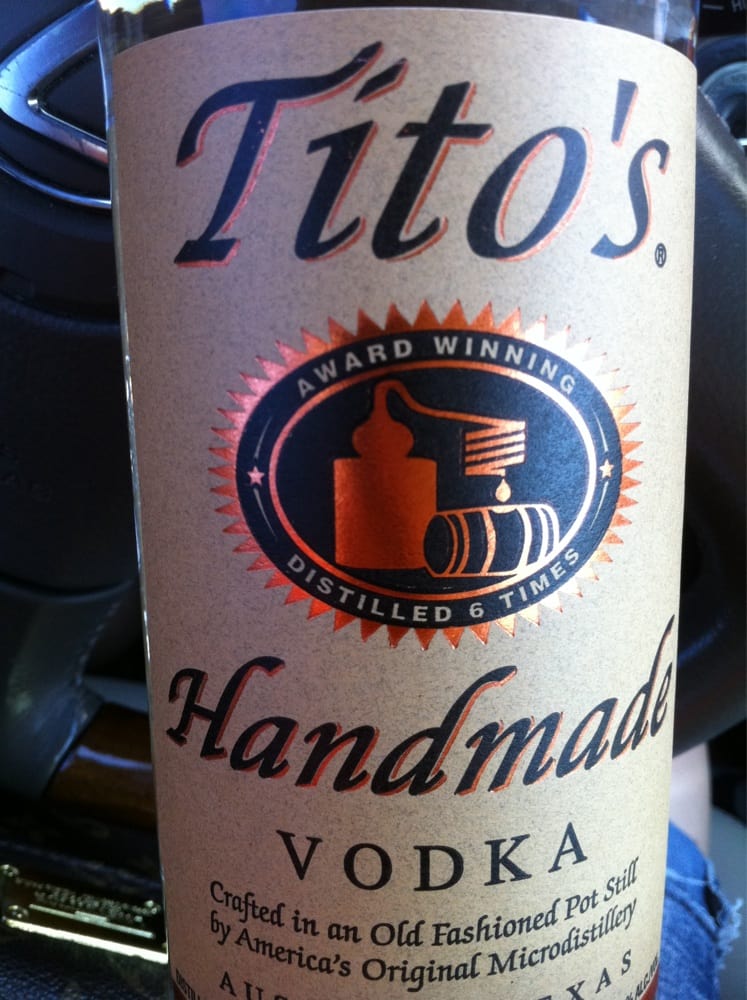 Tito's®
AWARD WINNING
DISTILLED 6 TIMES
Handmade
VODKA
Crafted in an Old Fashioned Pot Still
by America's Original Microdistillery